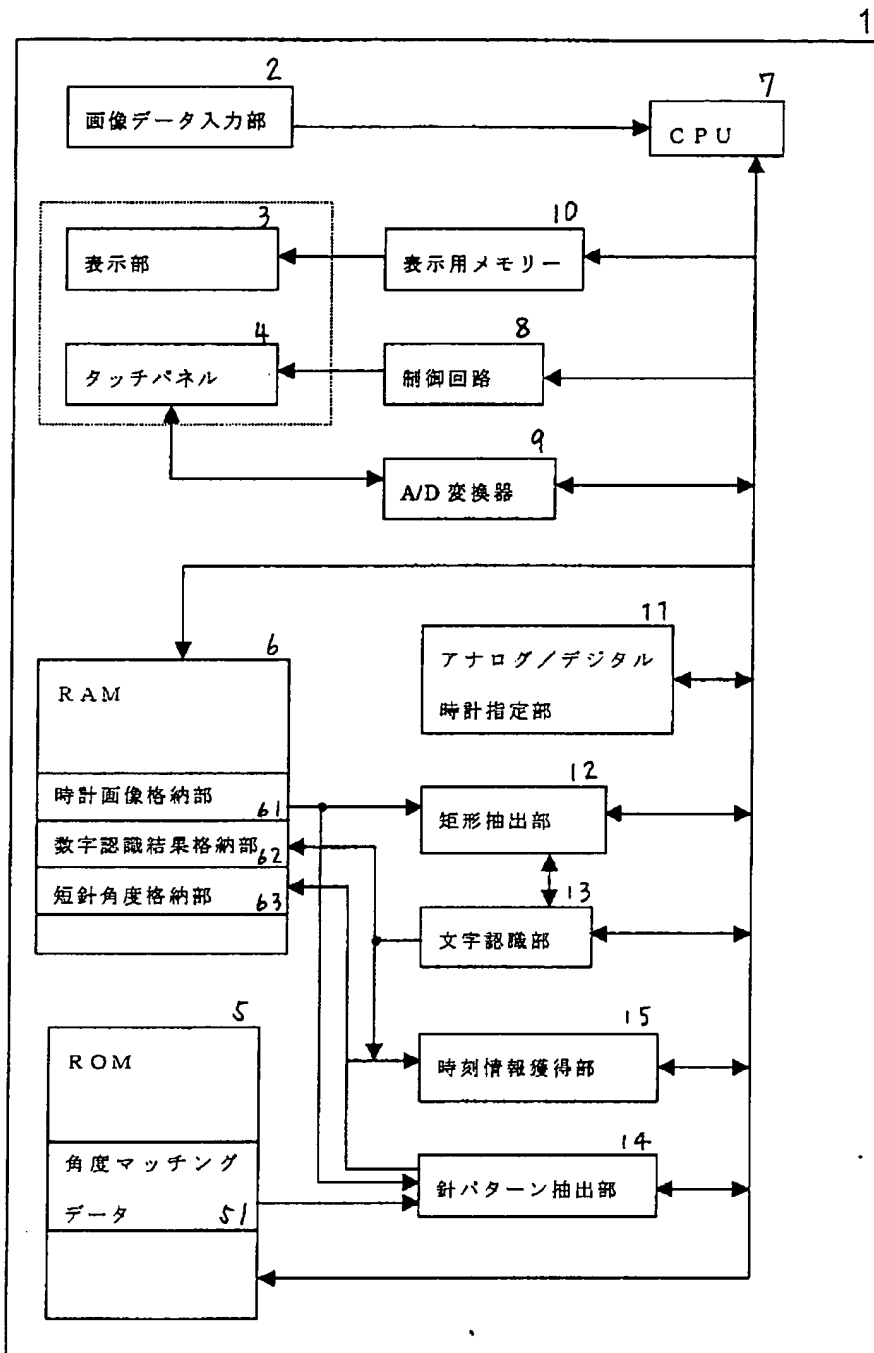 1
2
画像データ入力部
7
CPU
3
表示部
10
表示用メモリー
4
タッチパネル
8
制御回路
9
A/D変換器
6
RAM
時計画像格納部
61
数字認識結果格納部
62
短針角度格納部
63
11
アナログ/デジタル
時計指定部
12
矩形抽出部
13
文字認識部
15
時刻情報獲得部
14
針パターン抽出部
5
ROM
角度マッチング
データ
51